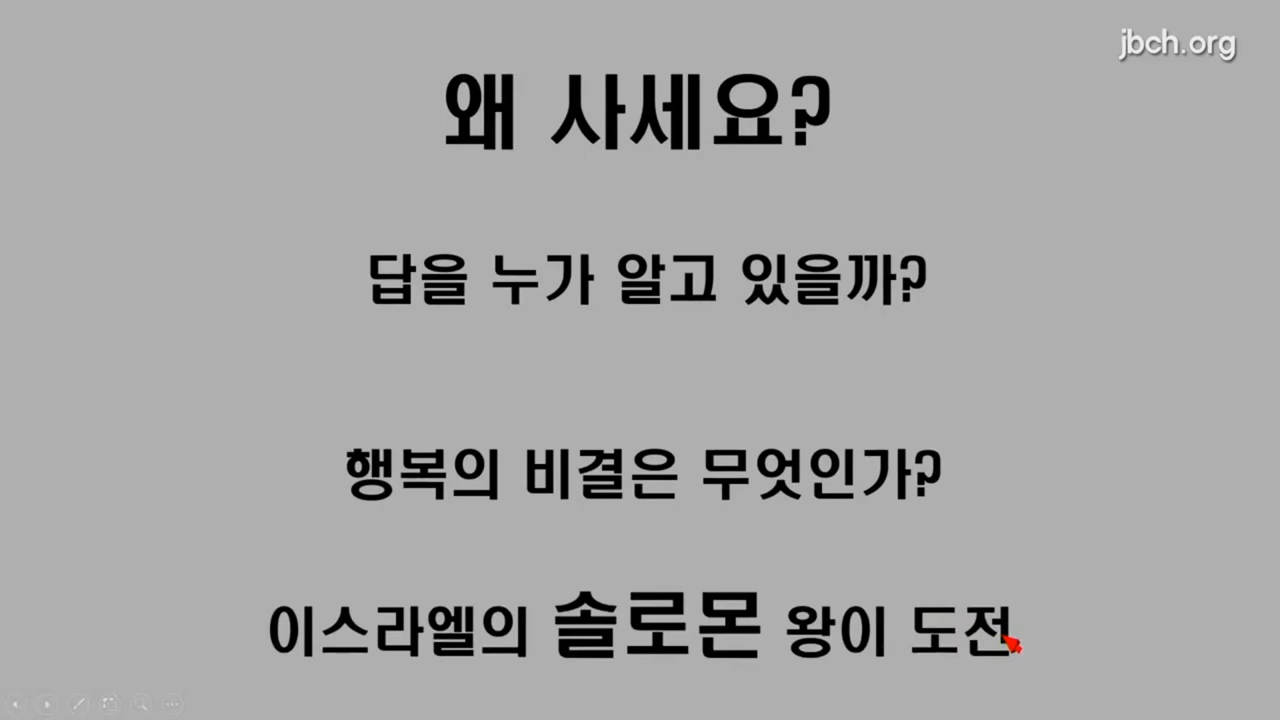 jbch.org
왜 사세요?
답을 누가 알고 있을까?
행복의 비결은 무엇인가?
이스라엘의 솔로몬 왕이 도전